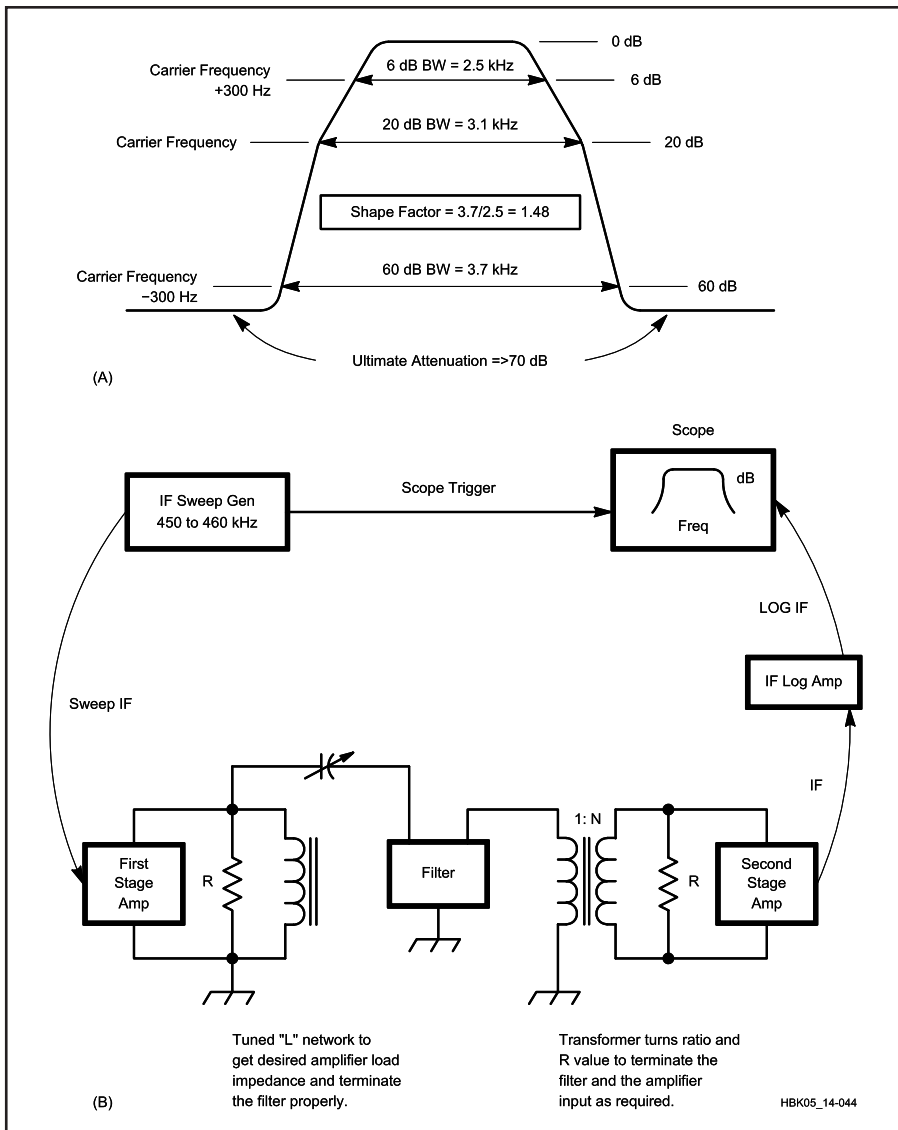 0 dB
Carrier Frequency
+300 Hz
6 dB BW = 2.5 kHz
6 dB
Carrier Frequency
20 dB BW = 3.1 kHz
20 dB
Shape Factor = 3.7/2.5 = 1.48
Carrier Frequency
−300 Hz
60 dB BW = 3.7 kHz
60 dB
Ultimate Attenuation =>70 dB
(A)
Scope
IF Sweep Gen
450 to 460 kHz
Scope Trigger
dB
Freq
LOG IF
IF Log Amp
Sweep IF
IF
First
Stage
Amp
R
Filter
1: N
R
Second
Stage
Amp
Tuned "L" network to
get desired amplifier load
impedance and terminate
the filter properly.
Transformer turns ratio and
R value to terminate the
filter and the amplifier
input as required.
(B)
HBK05_14-044